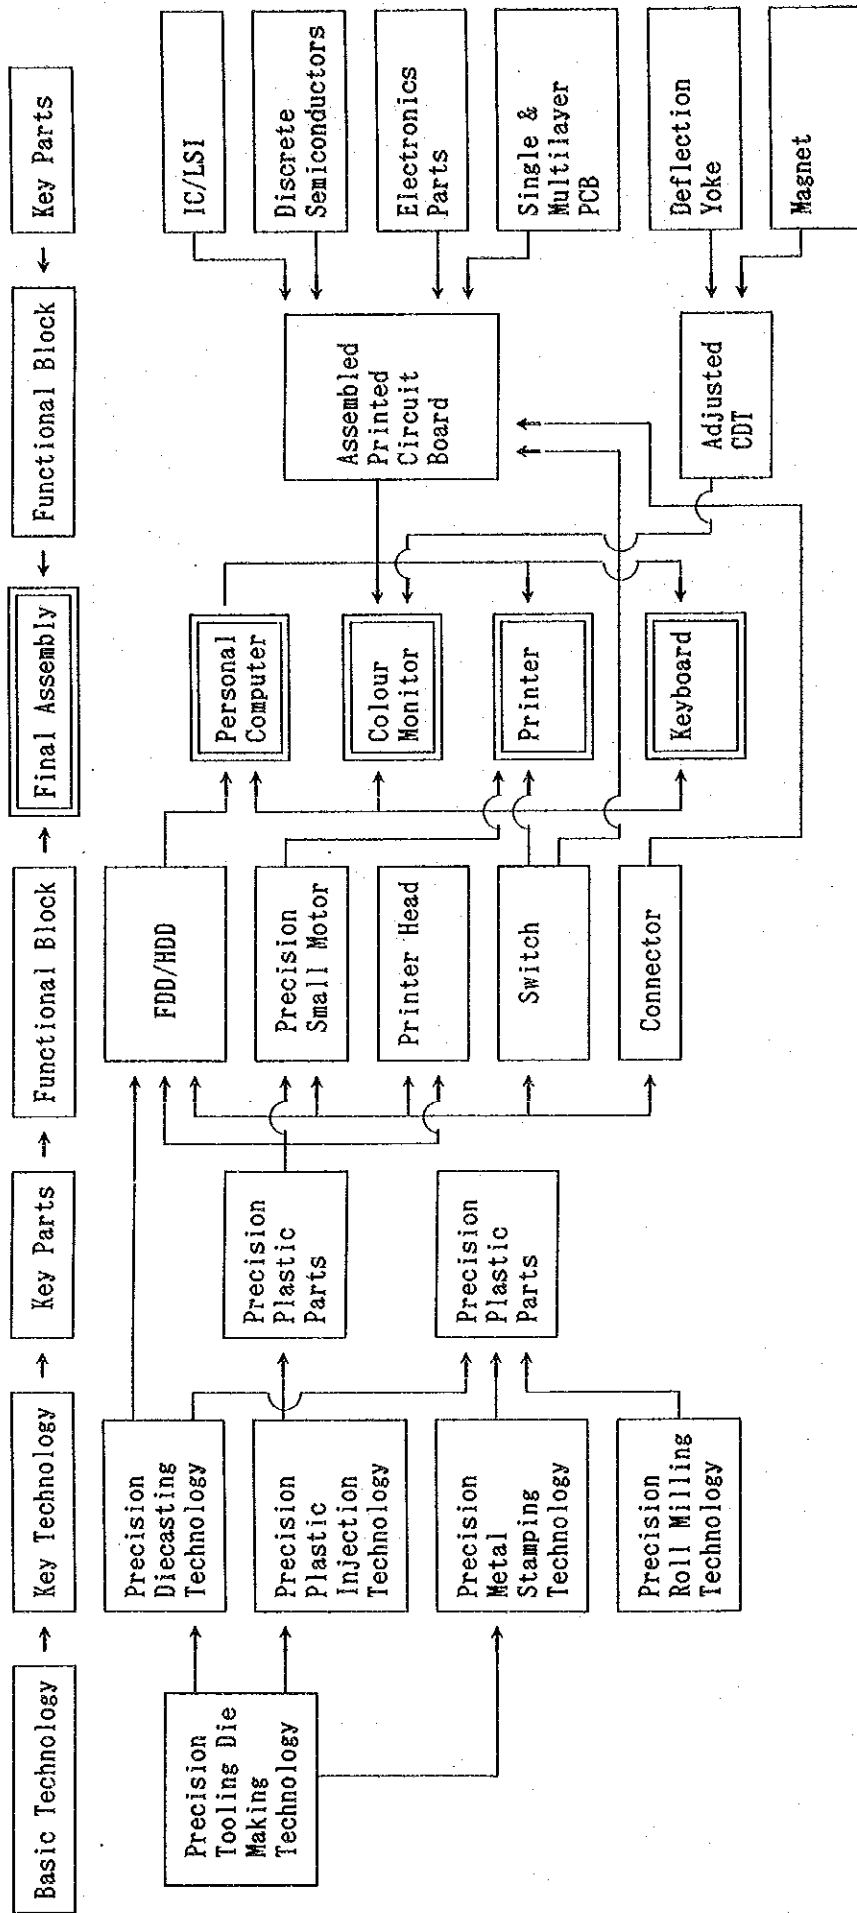 Basic Technology → Key Technology → Key Parts → Functional Block → Final Assembly ← Functional Block ← Key Parts
Precision
Tooling Die
Making
Technology
Precision
Diecasting
Technology
Precision
Plastic
Injection
Technology
Precision
Metal
Stamping
Technology
Precision
Roll Milling
Technology
Precision
Plastic
Parts
Precision
Plastic
Parts
FDD/HDD
Precision
Small Motor
Printer Head
Switch
Connector
Personal
Computer
Colour
Monitor
Printer
Keyboard
Assembled
Printed
Circuit
Board
Adjusted
CDT
IC/LSI
Discrete
Semiconductors
Electronics
Parts
Single &
Multilayer
PCB
Deflection
Yoke
Magnet